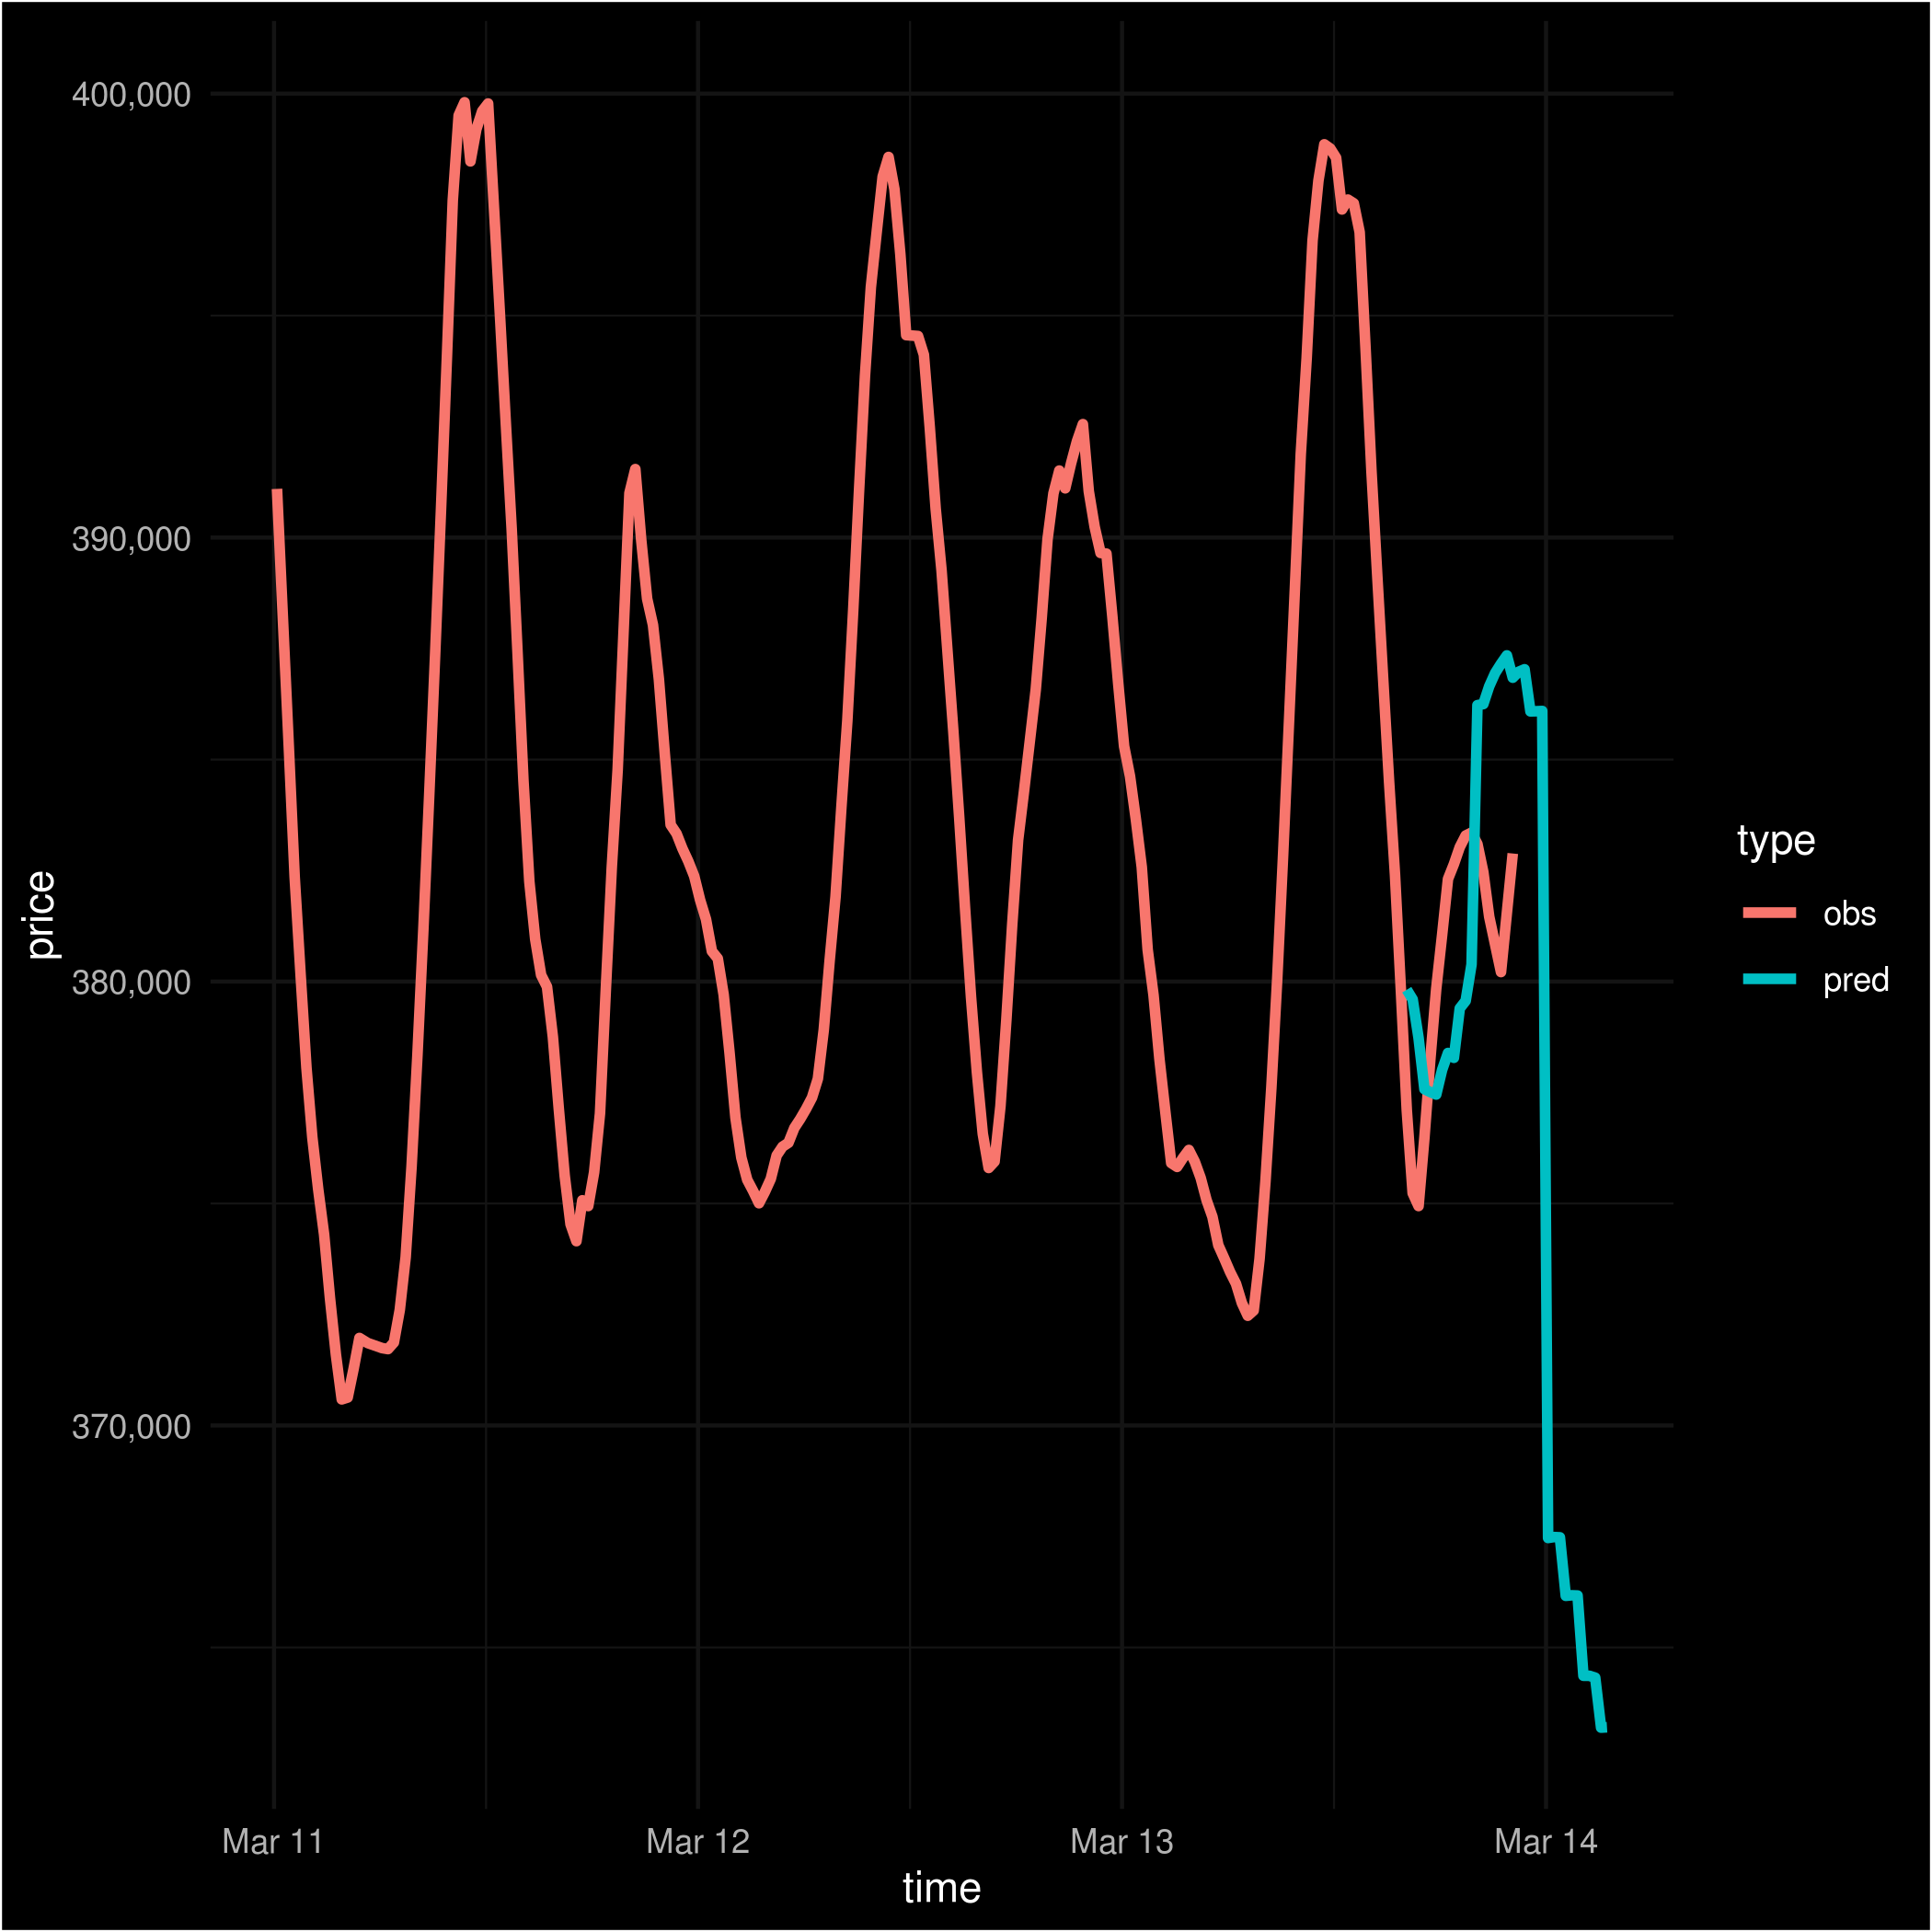 400,000
390,000
380,000
370,000
price
Mar 11
Mar 12
Mar 13
Mar 14
time
type
obs
pred